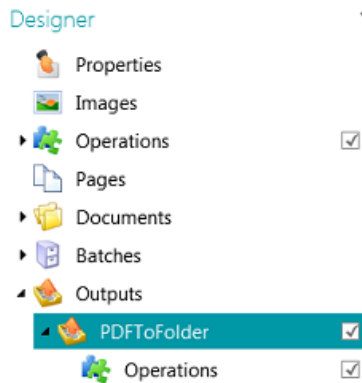 Designer
Properties
Images
Operations
Pages
Documents
Batches
Outputs
PDFToFolder
Operations